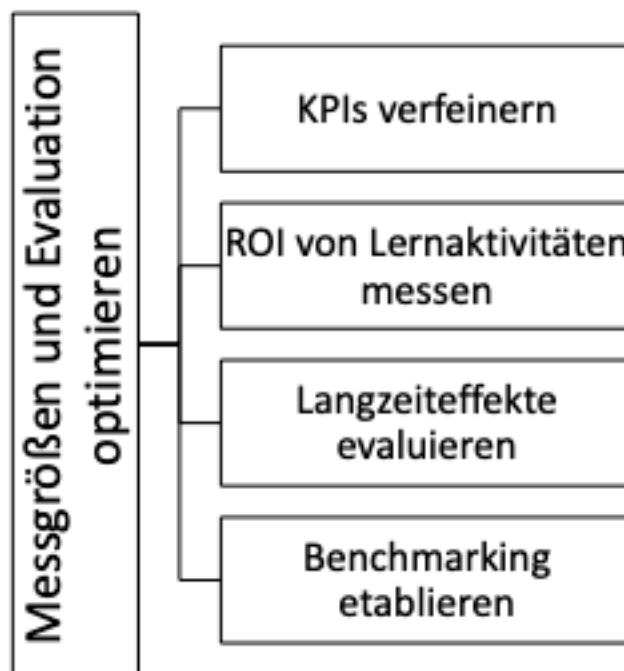 Messgrößen und Evaluation
optimieren
KPIs verfeinern
ROI von Lernaktivitäten
messen
Langzeiteffekte
evaluieren
Benchmarking
etablieren